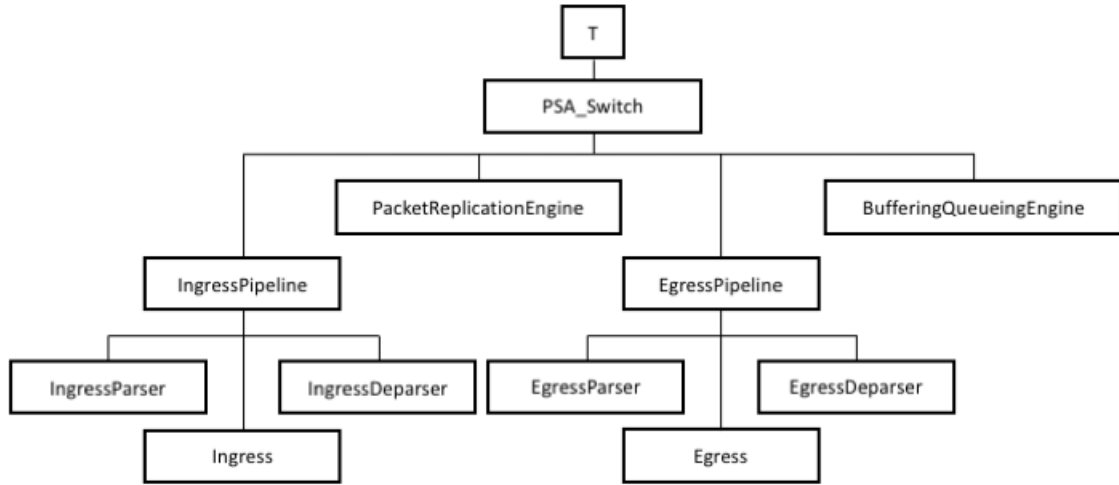 T
PSA_Switch
PacketReplicationEngine
BufferingQueueingEngine
IngressPipeline
EgressPipeline
IngressParser
IngressDeparser
EgressParser
EgressDeparser
Ingress
Egress